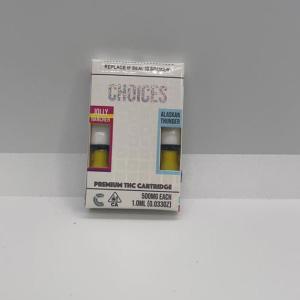 REPLACE IF SEAL IS BROKEN
CHOICES
JOLLY
RANCHER
ALASKAN
THUNDER
PREMIUM THC CARTRIDGE
CA
500MG EACH
1.0ML (0.033OZ)